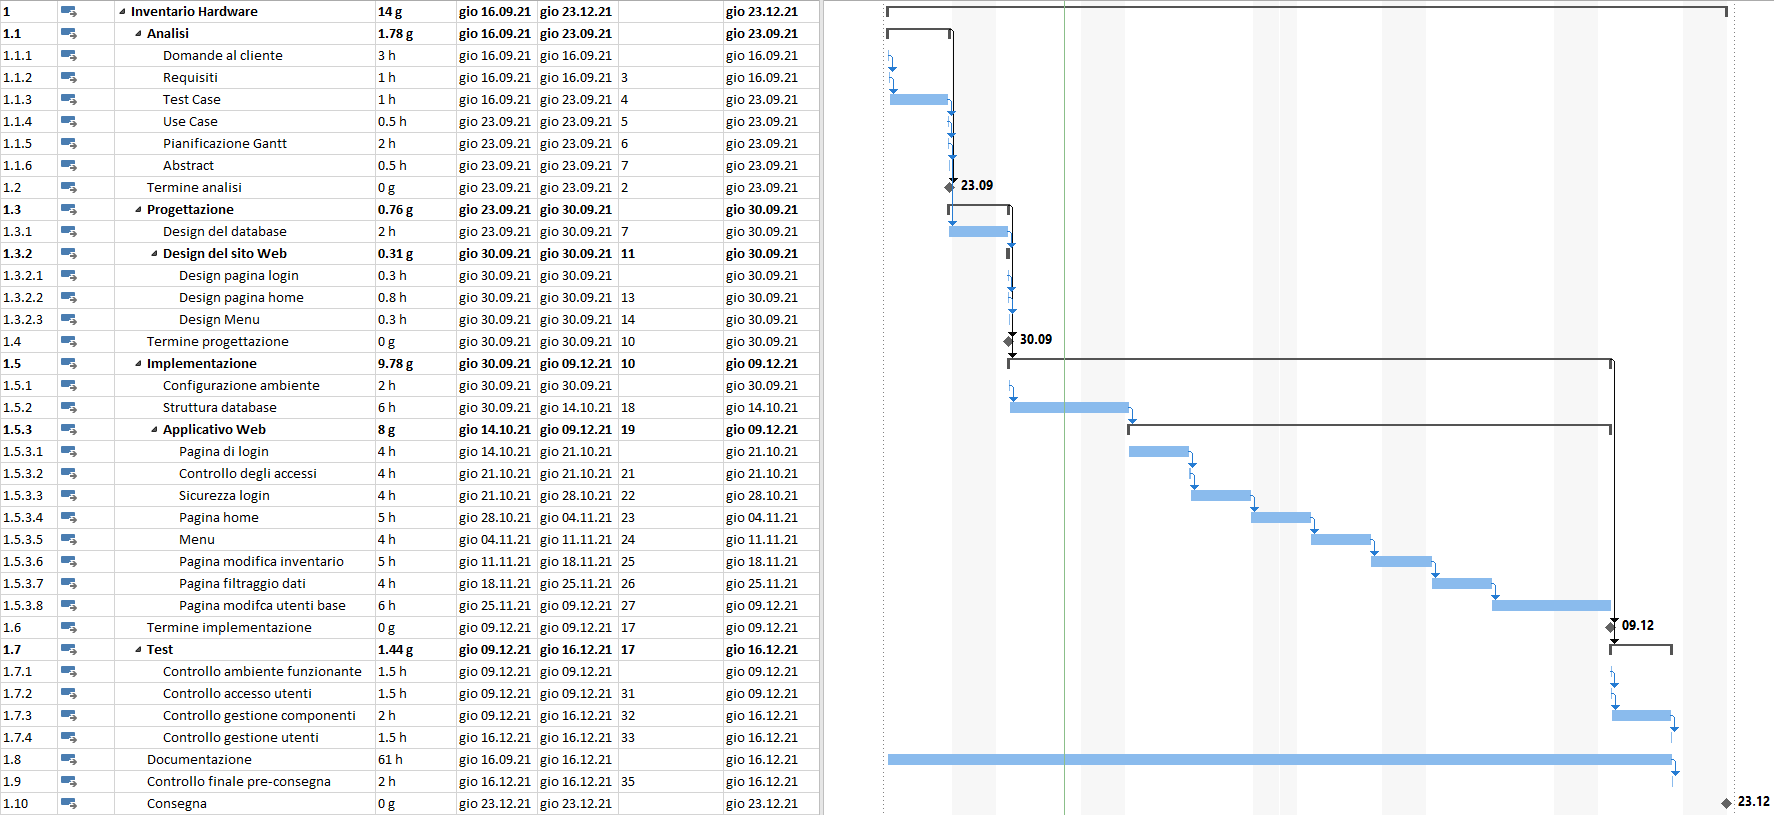 1 Inventario Hardware 14 g gio 16.09.21 gio 23.12.21 gio 23.12.21
1.1 Analisi 1.78 g gio 16.09.21 gio 23.09.21 gio 23.09.21
1.1.1 Domande al cliente 3 h gio 16.09.21 gio 16.09.21 gio 16.09.21
1.1.2 Requisiti 1 h gio 16.09.21 gio 16.09.21 3 gio 16.09.21
1.1.3 Test Case 1 h gio 16.09.21 gio 23.09.21 4 gio 23.09.21
1.1.4 Use Case 0.5 h gio 23.09.21 gio 23.09.21 5 gio 23.09.21
1.1.5 Pianificazione Gantt 2 h gio 23.09.21 gio 23.09.21 6 gio 23.09.21
1.1.6 Abstract 0.5 h gio 23.09.21 gio 23.09.21 7 gio 23.09.21
1.2 Termine analisi 0 g gio 23.09.21 gio 23.09.21 2 gio 23.09.21 23.09
1.3 Progettazione 0.76 g gio 23.09.21 gio 30.09.21 gio 30.09.21
1.3.1 Design del database 2 h gio 23.09.21 gio 30.09.21 7 gio 30.09.21
1.3.2 Design del sito Web 0.31 g gio 30.09.21 gio 30.09.21 11 gio 30.09.21
1.3.2.1 Design pagina login 0.3 h gio 30.09.21 gio 30.09.21 gio 30.09.21
1.3.2.2 Design pagina home 0.8 h gio 30.09.21 gio 30.09.21 13 gio 30.09.21
1.3.2.3 Design Menu 0.3 h gio 30.09.21 gio 30.09.21 14 gio 30.09.21
1.4 Termine progettazione 0 g gio 30.09.21 gio 30.09.21 10 gio 30.09.21 30.09
1.5 Implementazione 9.78 g gio 30.09.21 gio 09.12.21 10 gio 09.12.21
1.5.1 Configurazione ambiente 2 h gio 30.09.21 gio 30.09.21 gio 30.09.21
1.5.2 Struttura database 6 h gio 30.09.21 gio 14.10.21 18 gio 14.10.21
1.5.3 Applicativo Web 8 g gio 14.10.21 gio 09.12.21 19 gio 09.12.21
1.5.3.1 Pagina di login 4 h gio 14.10.21 gio 21.10.21 gio 21.10.21
1.5.3.2 Controllo degli accessi 4 h gio 21.10.21 gio 21.10.21 21 gio 21.10.21
1.5.3.3 Sicurezza login 4 h gio 21.10.21 gio 28.10.21 22 gio 28.10.21
1.5.3.4 Pagina home 5 h gio 28.10.21 gio 04.11.21 23 gio 04.11.21
1.5.3.5 Menu 4 h gio 04.11.21 gio 11.11.21 24 gio 11.11.21
1.5.3.6 Pagina modifica inventario 5 h gio 11.11.21 gio 18.11.21 25 gio 18.11.21
1.5.3.7 Pagina filtraggio dati 4 h gio 18.11.21 gio 25.11.21 26 gio 25.11.21
1.5.3.8 Pagina modifca utenti base 6 h gio 25.11.21 gio 09.12.21 27 gio 09.12.21
1.6 Termine implementazione 0 g gio 09.12.21 gio 09.12.21 17 gio 09.12.21 09.12
1.7 Test 1.44 g gio 09.12.21 gio 16.12.21 17 gio 16.12.21
1.7.1 Controllo ambiente funzionante 1.5 h gio 09.12.21 gio 09.12.21 gio 09.12.21
1.7.2 Controllo accesso utenti 1.5 h gio 09.12.21 gio 09.12.21 31 gio 09.12.21
1.7.3 Controllo gestione componenti 2 h gio 09.12.21 gio 16.12.21 32 gio 16.12.21
1.7.4 Controllo gestione utenti 1.5 h gio 16.12.21 gio 16.12.21 33 gio 16.12.21
1.8 Documentazione 61 h gio 16.09.21 gio 16.12.21 gio 16.12.21
1.9 Controllo finale pre-consegna 2 h gio 16.12.21 gio 16.12.21 35 gio 16.12.21
1.10 Consegna 0 g gio 23.12.21 gio 23.12.21 gio 23.12.21 23.12